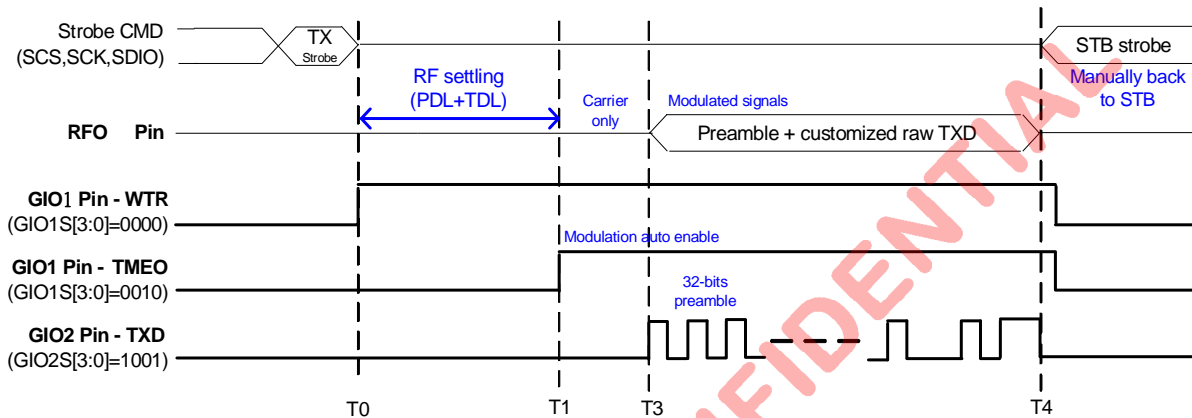 Strobe CMD
(SCS,SCK,SDIO)
TX
Strobe
STB strobe
RF settling
(PDL+TDL)
Carrier
only
Modulated signals
Manually back
to STB
RFO Pin
Preamble + customized raw TXD
GIO1 Pin - WTR
(GIO1S[3:0]=0000)
Modulation auto enable
GIO1 Pin - TMEO
(GIO1S[3:0]=0010)
32-bits
preamble
GIO2 Pin - TXD
(GIO2S[3:0]=1001)
T0 T1 T3 T4
NFIDENTIAL